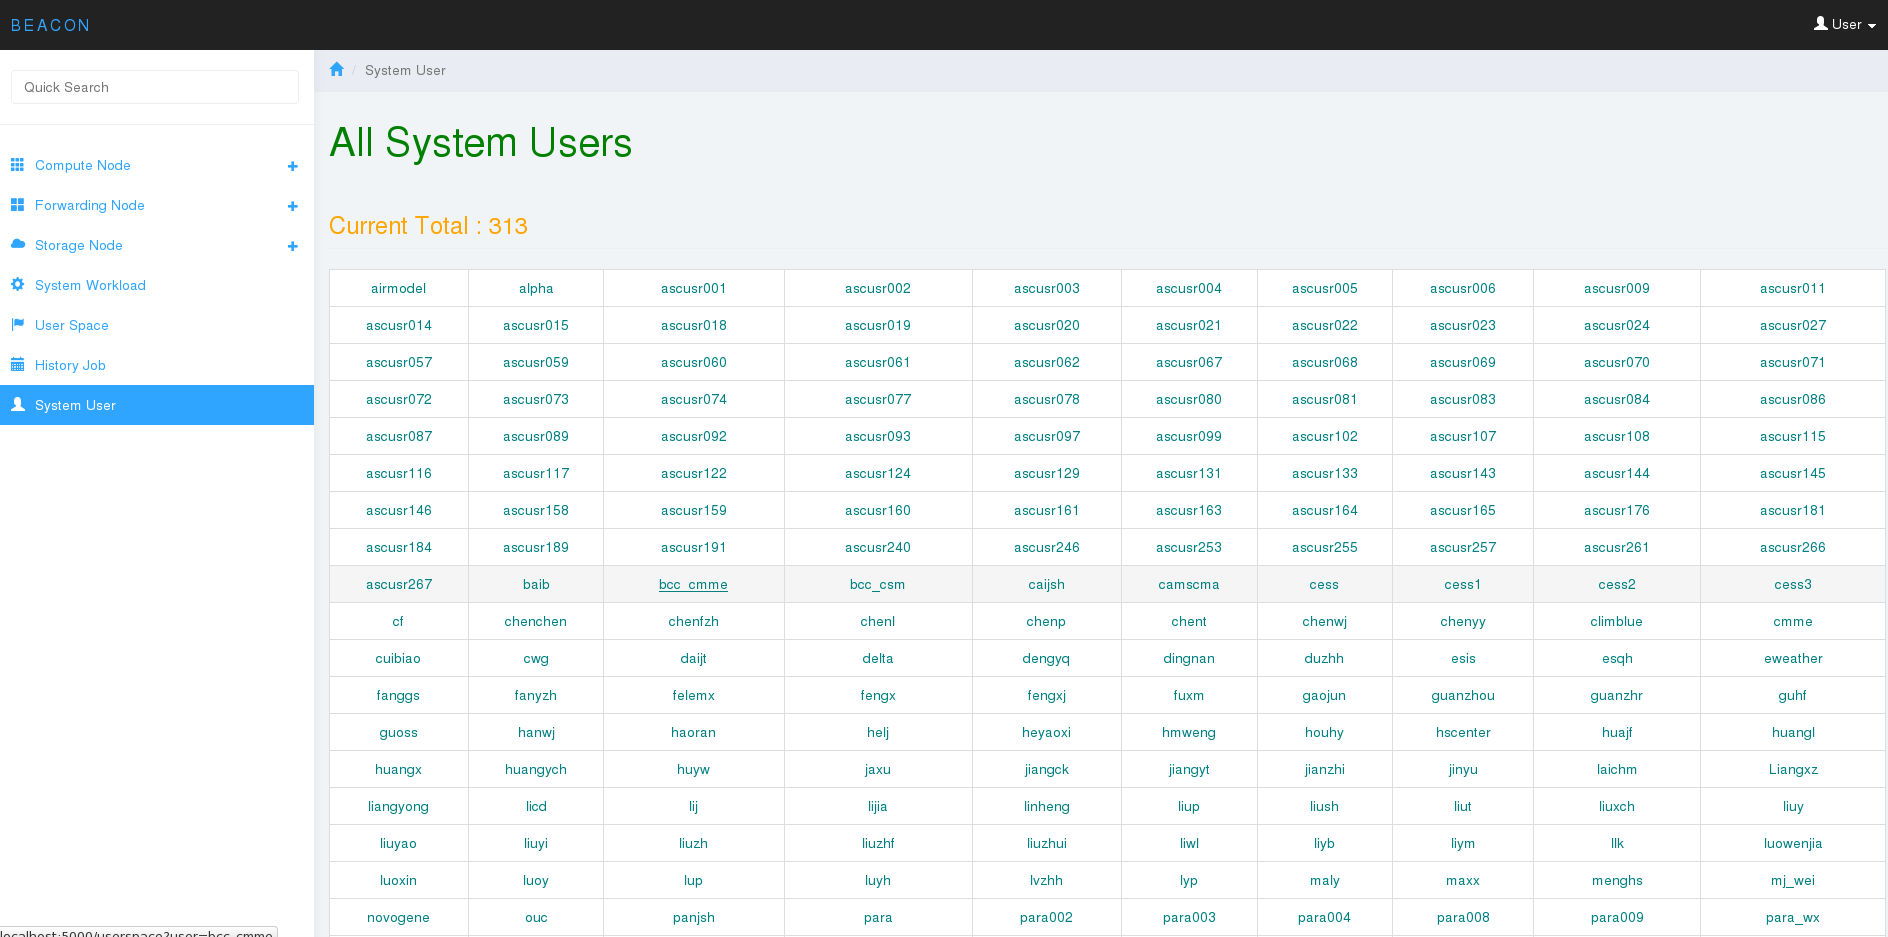 BEACON
User
Quick Search
/ System User
Compute Node
Forwarding Node
Storage Node
System Workload
User Space
History Job
System User
All System Users
Current Total : 313
airmodel alpha ascusr001 ascusr002 ascusr003 ascusr004 ascusr005 ascusr006 ascusr009 ascusr011
ascusr014 ascusr015 ascusr018 ascusr019 ascusr020 ascusr021 ascusr022 ascusr023 ascusr024 ascusr027
ascusr057 ascusr059 ascusr060 ascusr061 ascusr062 ascusr067 ascusr068 ascusr069 ascusr070 ascusr071
ascusr072 ascusr073 ascusr074 ascusr077 ascusr078 ascusr080 ascusr081 ascusr083 ascusr084 ascusr086
ascusr087 ascusr089 ascusr092 ascusr093 ascusr097 ascusr099 ascusr102 ascusr107 ascusr108 ascusr115
ascusr116 ascusr117 ascusr122 ascusr124 ascusr129 ascusr131 ascusr133 ascusr143 ascusr144 ascusr145
ascusr146 ascusr158 ascusr159 ascusr160 ascusr161 ascusr163 ascusr164 ascusr165 ascusr176 ascusr181
ascusr184 ascusr189 ascusr191 ascusr240 ascusr246 ascusr253 ascusr255 ascusr257 ascusr261 ascusr266
ascusr267 baib bcc_cmme bcc_csm caijsh camscma cess cess1 cess2 cess3
cf chenchen chenfzh chenl chenp chent chenwj chenyy climblue cmme
cuibiao cwg daijt delta dengyq dingnan duzhh esis esqh eweather
fanggs fanyzh felemx fengx fengxj fuxm gaojun guanzhou guanzhr guhf
guoss hanwj haoran helj heyaoxi hmweng houhy hscenter huajf huangl
huangx huangych huyw jaxu jiangck jiangyt jianzhi jinyu laichm Liangxz
liangyong licd lij lijia linheng liup liush liut liuxch liuy
liuyao liuyi liuzh liuzhf liuzhui liwl liyb liym llk luowenjia
luoxin luoy lup luyh lvzhh lyp maly maxx menghs mj_wei
novogene ouc panjsh para para002 para003 para004 para008 para009 para_wx
localhost:5000/userspace?user=bcc_cmme